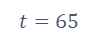 t = 65